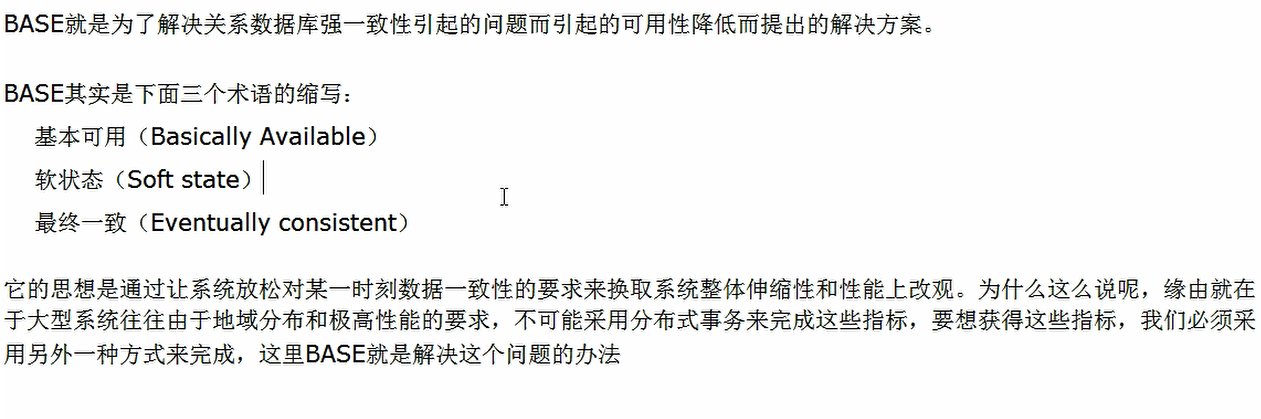 BASE就是为了解决关系数据库强一致性引起的问题而引起的可用性降低而提出的解决方案。
BASE其实是下面三个术语的缩写：
基本可用（Basically Available）
软状态（Soft state）
最终一致（Eventually consistent）
它的思想是通过让系统放松对某一时刻数据一致性的要求来换取系统整体伸缩性和性能上改观。为什么这么说呢，缘由就在
于大型系统往往由于地域分布和极高性能的要求，不可能采用分布式事务来完成这些指标，要想获得这些指标，我们必须采
用另外一种方式来完成，这里BASE就是解决这个问题的办法